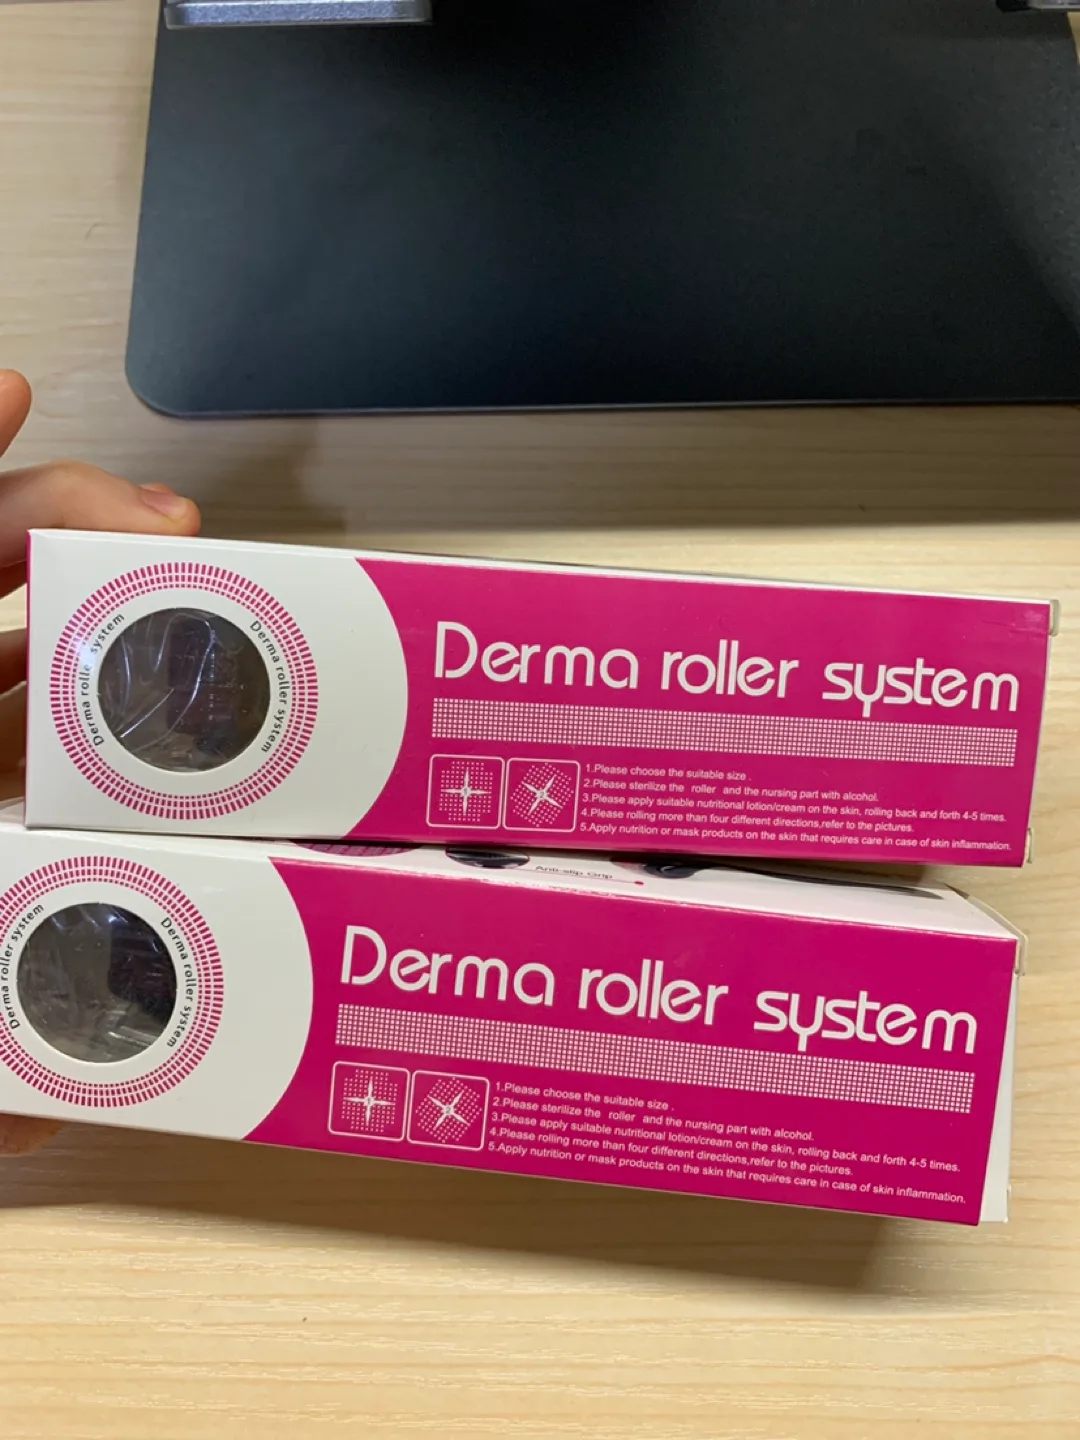 Derma roller system
Derma roller system
Derma roller system
1.Please choose the suitable size .
2.Please sterilize the roller and the nursing part with alcohol.
3.Please apply suitable nutritional lotion/cream on the skin, rolling back and forth 4-5 times.
4.Please rolling more than four different directions,refer to the pictures.
5.Apply nutrition or mask products on the skin that requires care in case of skin inflammation.
Anti-slip Grip
Derma roller system
Derma roller system
Derma roller system
1.Please choose the suitable size .
2.Please sterilize the roller and the nursing part with alcohol.
3.Please apply suitable nutritional lotion/cream on the skin, rolling back and forth 4-5 times.
4.Please rolling more than four different directions,refer to the pictures.
5.Apply nutrition or mask products on the skin that requires care in case of skin inflammation.